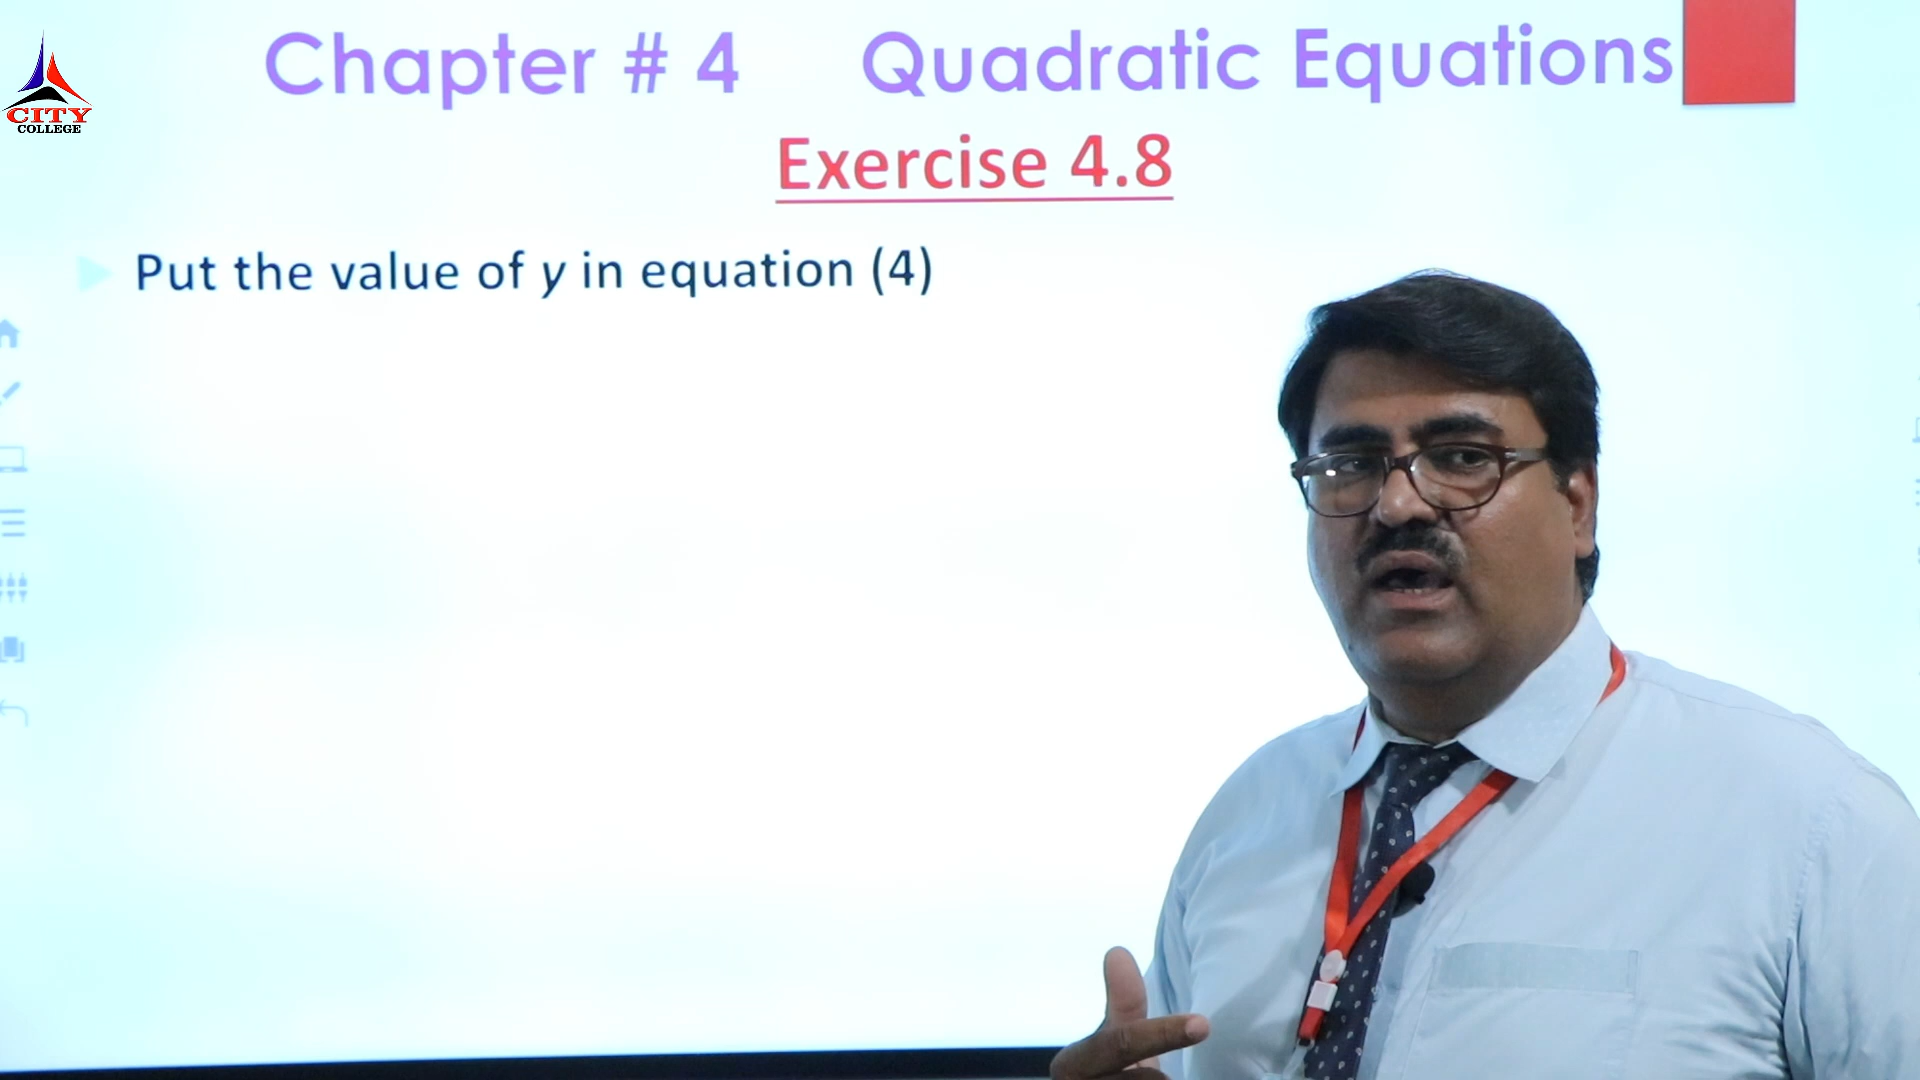 Chapter # 4 Quadratic Equations
CITY
COLLEGE
Exercise 4.8
Put the value of y in equation (4)